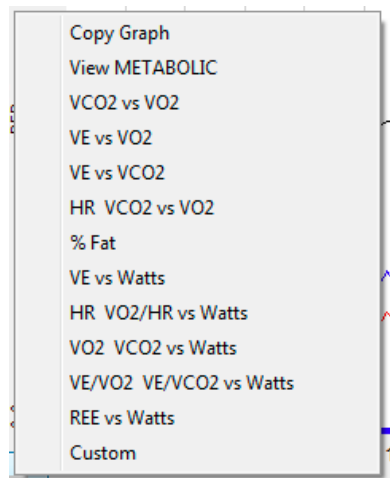 Copy Graph
View METABOLIC
VCO2 vs VO2
VE vs VO2
VE vs VCO2
HR VCO2 vs VO2
% Fat
VE vs Watts
HR VO2/HR vs Watts
VO2 VCO2 vs Watts
VE/VO2 VE/VCO2 vs Watts
REE vs Watts
Custom